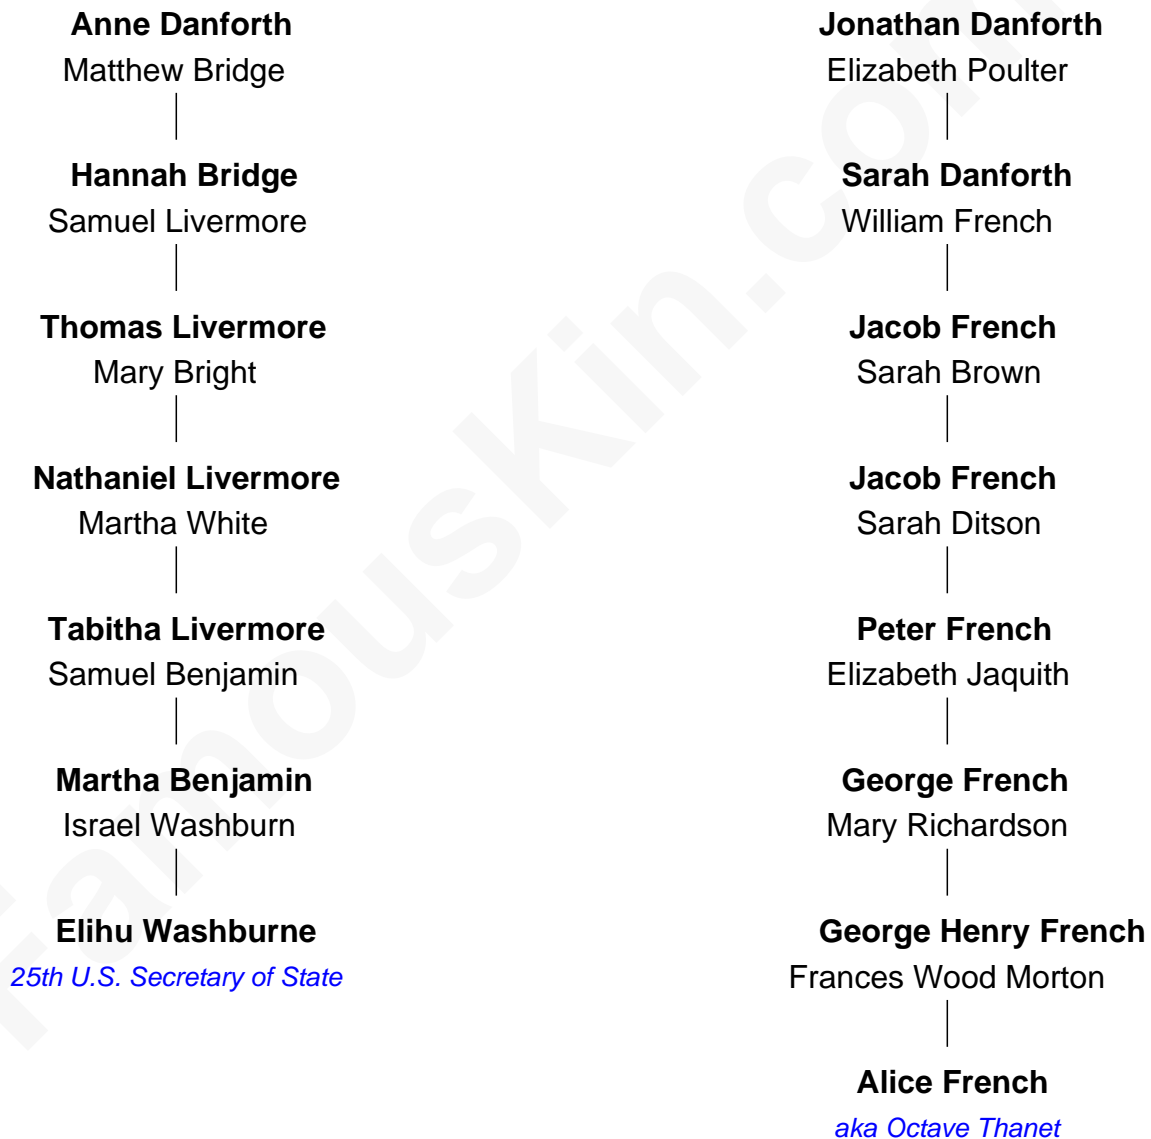 Anne Danforth
Matthew Bridge
Hannah Bridge
Samuel Livermore
Thomas Livermore
Mary Bright
Nathaniel Livermore
Martha White
Tabitha Livermore
Samuel Benjamin
Martha Benjamin
Israel Washburn
Elihu Washburne
25th U.S. Secretary of State
Jonathan Danforth
Elizabeth Poulter
Sarah Danforth
William French
Jacob French
Sarah Brown
Jacob French
Sarah Ditson
Peter French
Elizabeth Jaquith
George French
Mary Richardson
George Henry French
Frances Wood Morton
Alice French
aka Octave Thanet
FamousKin.com